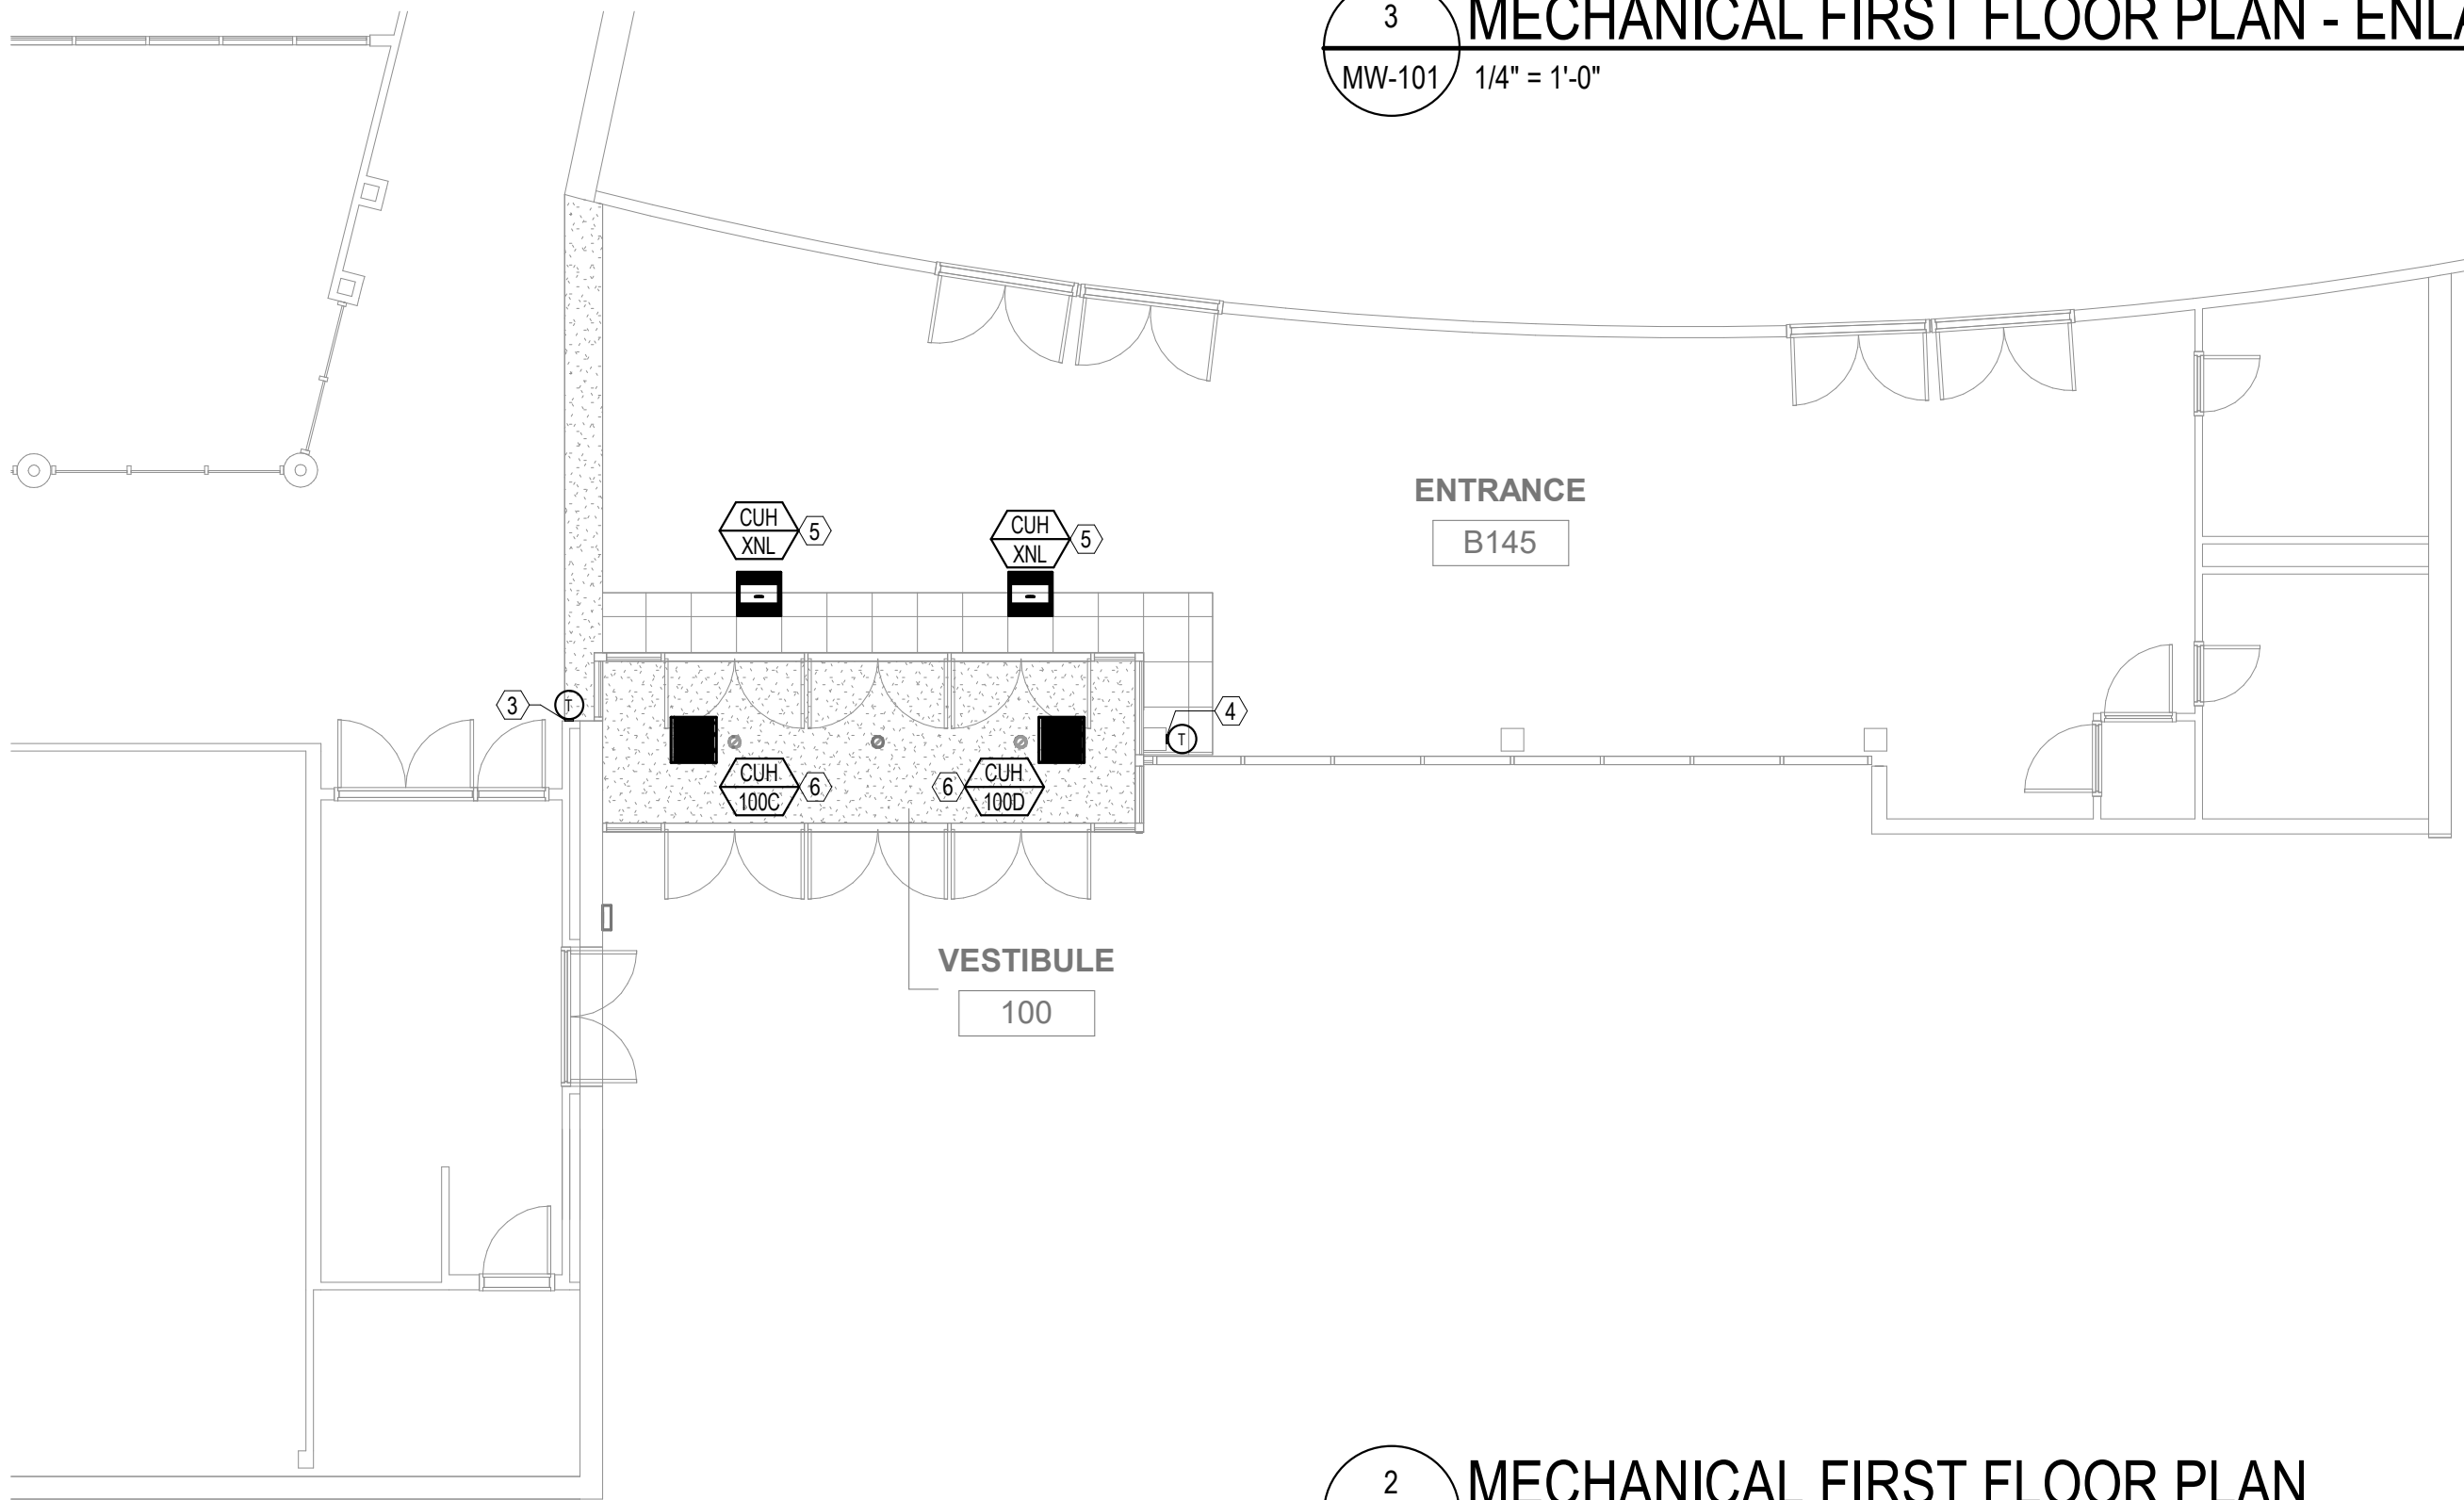 3
MECHANICAL FIRST FLOOR PLAN - ENLA
MW-101
1/4" = 1'-0"
ENTRANCE
B145
CUH
XNL
5
CUH
XNL
5
3
T
4
T
CUH
100C
6
6
CUH
100D
VESTIBULE
100
2
MECHANICAL FIRST FLOOR PLAN